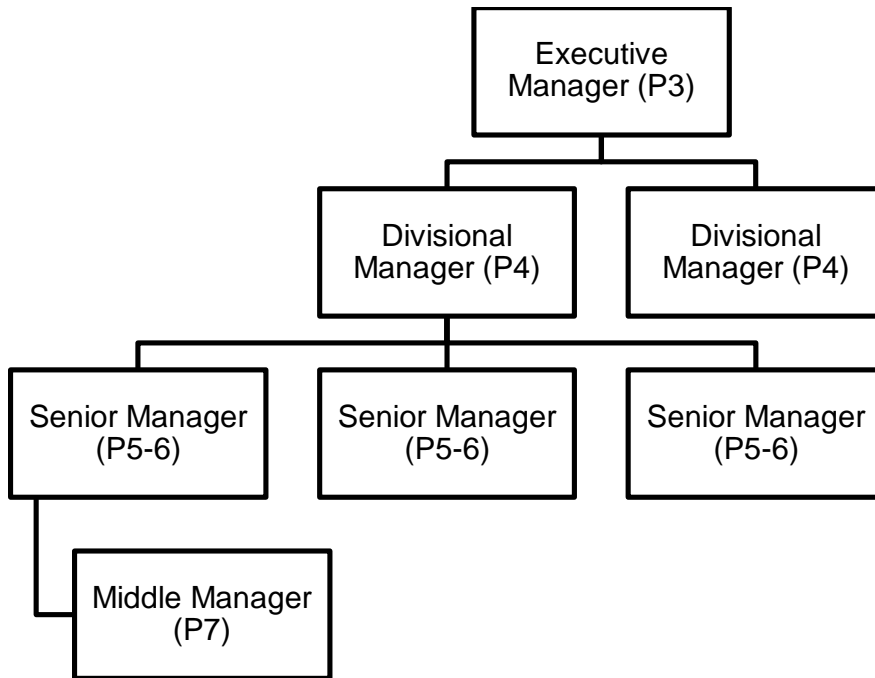 Executive
Manager (P3)
Divisional
Manager (P4)
Divisional
Manager (P4)
Senior Manager
(P5-6)
Senior Manager
(P5-6)
Senior Manager
(P5-6)
Middle Manager
(P7)